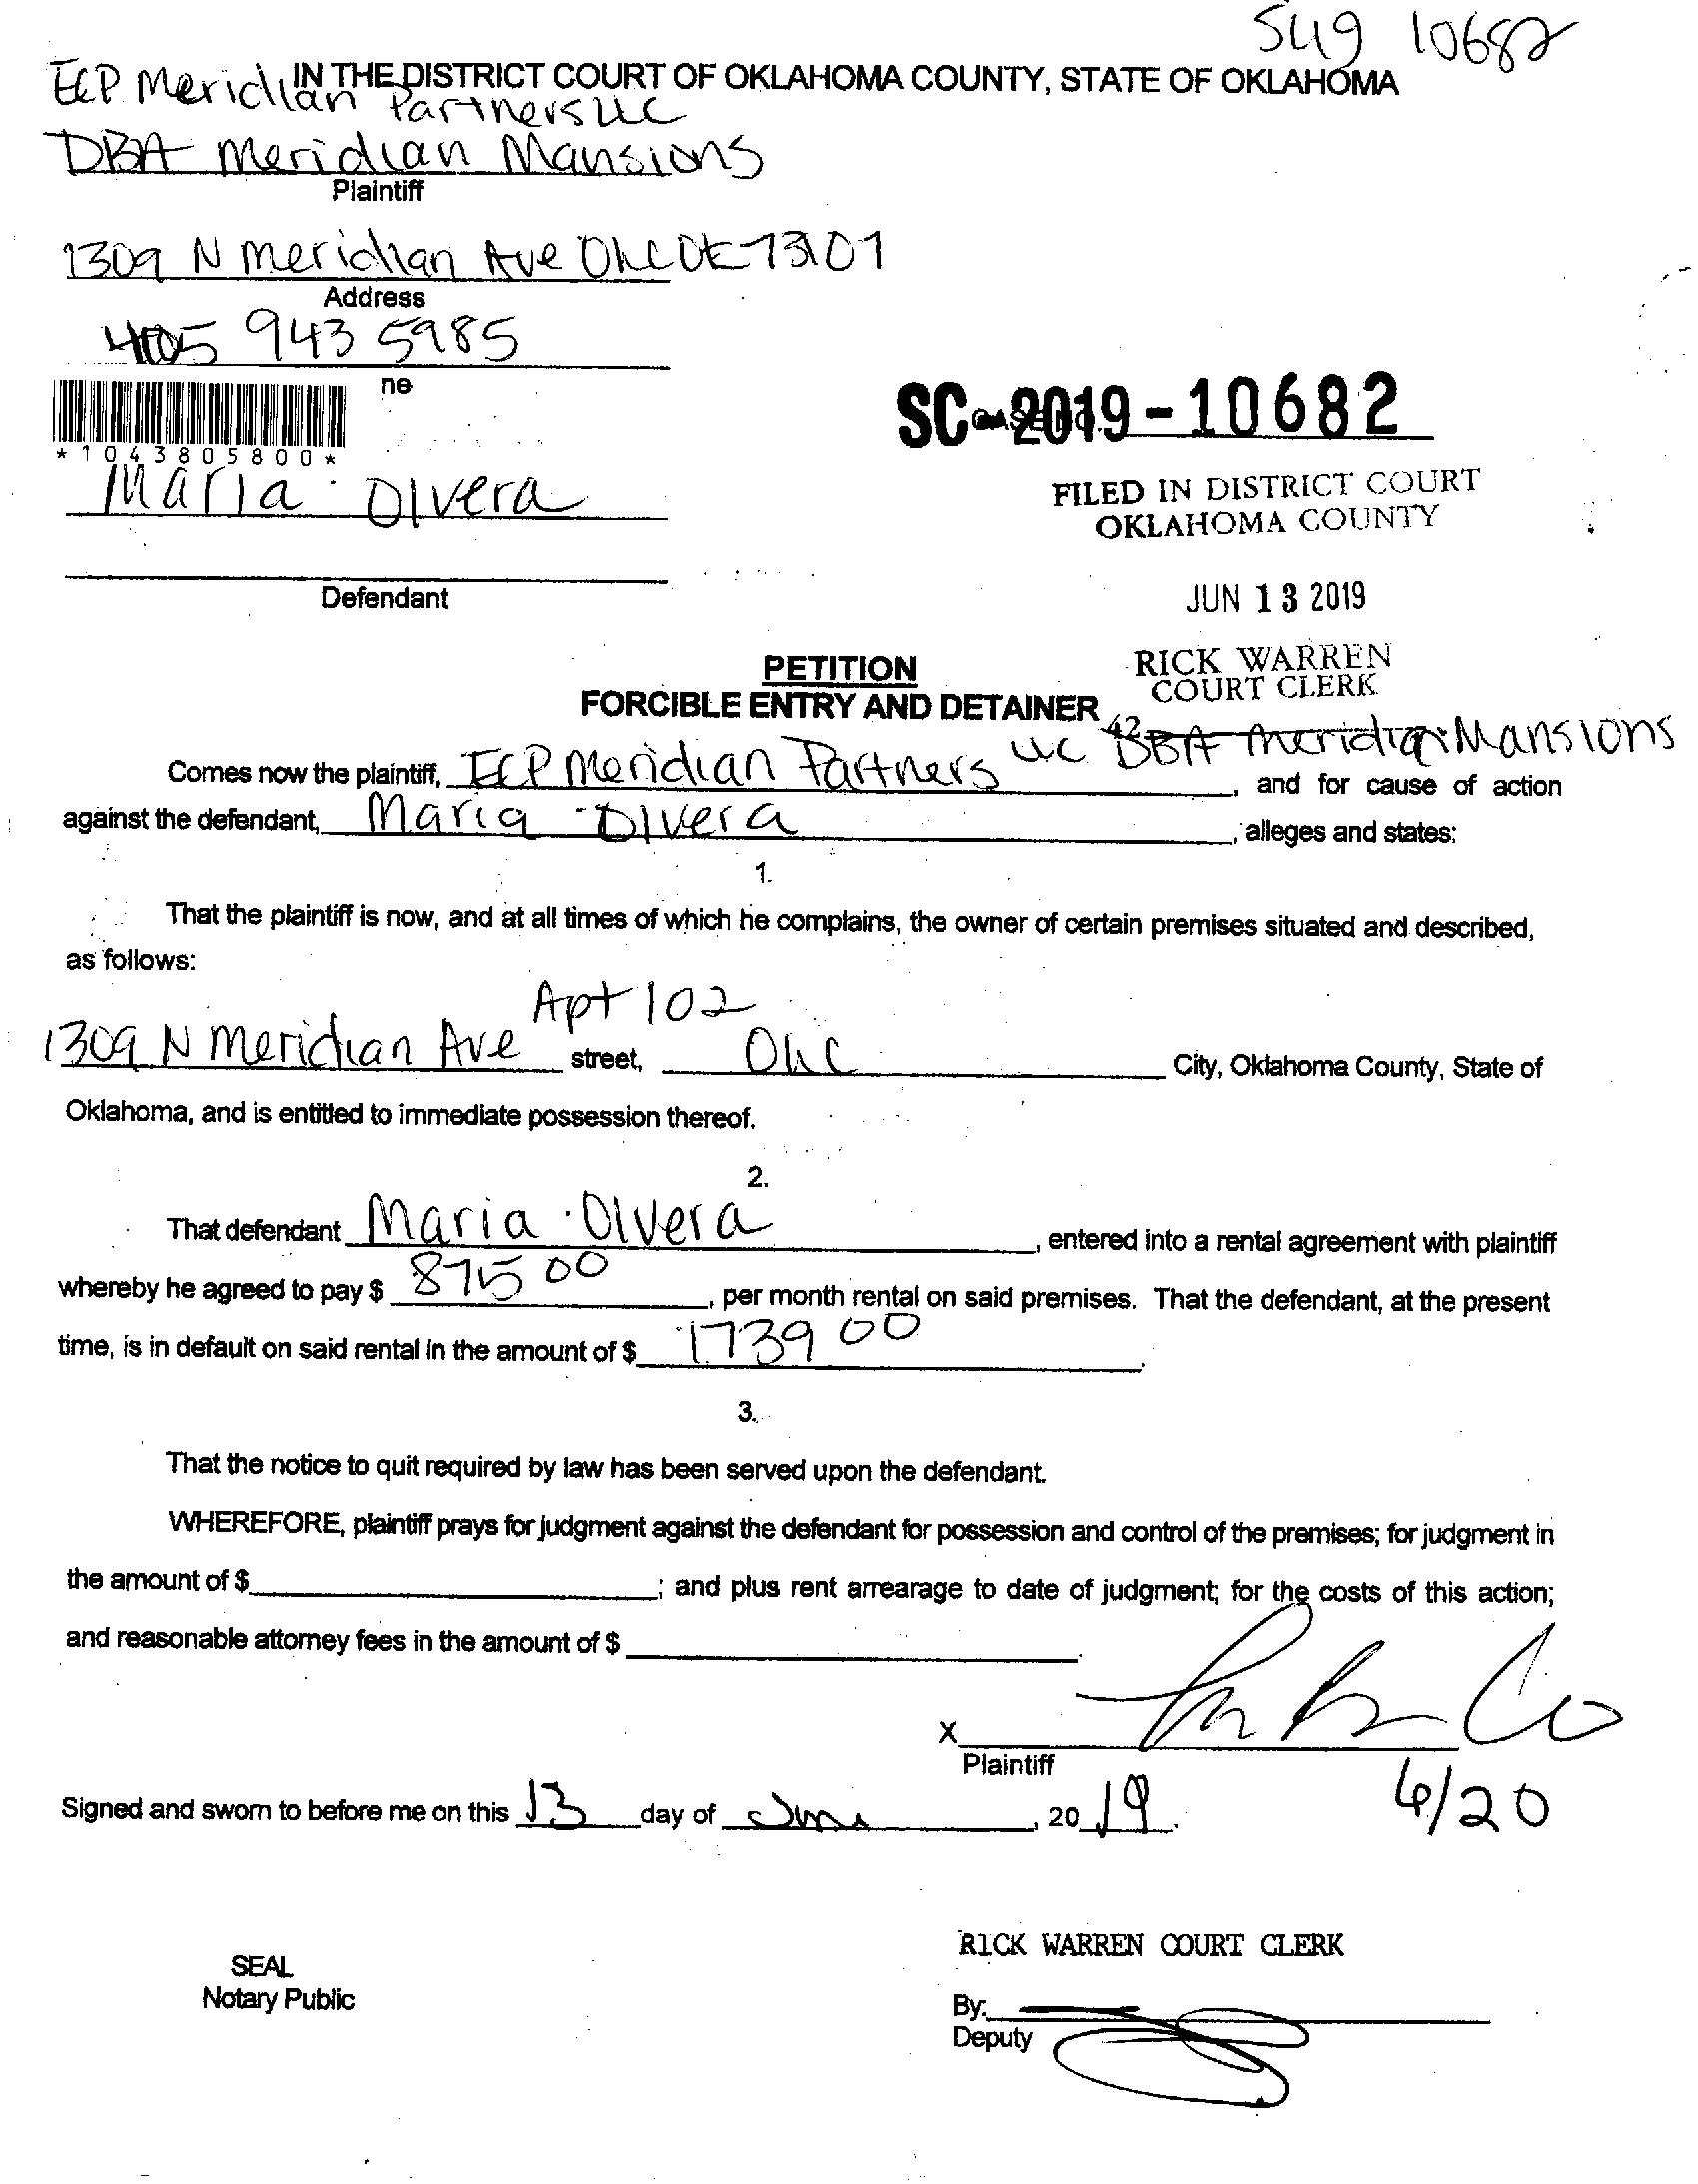 10682
IN THE DISTRICT COURT OF OKLAHOMA COUNTY, STATE OF OKLAHOMA
Meridian Partners LLC
DBA Meridian Mansions
Plaintiff
1309 N Meridian Ave OKC OK 73107
Address
405 943 5985
ne
*1043805800*
SC-2019-10682
Maria Olvera
FILED IN DISTRICT COURT
OKLAHOMA COUNTY
Defendant
JUN 13 2019
PETITION
RICK WARREN
COURT CLERK
FORCIBLE ENTRY AND DETAINER
42
Comes now the plaintiff, Meridian Partners LLC DBA Meridian Mansions, and for cause of action
against the defendant, Maria Olvera, alleges and states:
1.
That the plaintiff is now, and at all times of which he complains, the owner of certain premises situated and described,
as follows:
Apt 102
1309 N Meridian Ave street, OKC City, Oklahoma County, State of
Oklahoma, and is entitled to immediate possession thereof.
2.
That defendant Maria Olvera, entered into a rental agreement with plaintiff
whereby he agreed to pay $ 875 00, per month rental on said premises. That the defendant, at the present
time, is in default on said rental in the amount of $ 1739 00.
3.
That the notice to quit required by law has been served upon the defendant.
WHEREFORE, plaintiff prays for judgment against the defendant for possession and control of the premises; for judgment in
the amount of $; and plus rent arrearage to date of judgment; for the costs of this action;
and reasonable attorney fees in the amount of $
X
Plaintiff
Signed and sworn to before me on this 13 day of June, 2019.
6/20
RICK WARREN COURT CLERK
SEAL
Notary Public
By:
Deputy